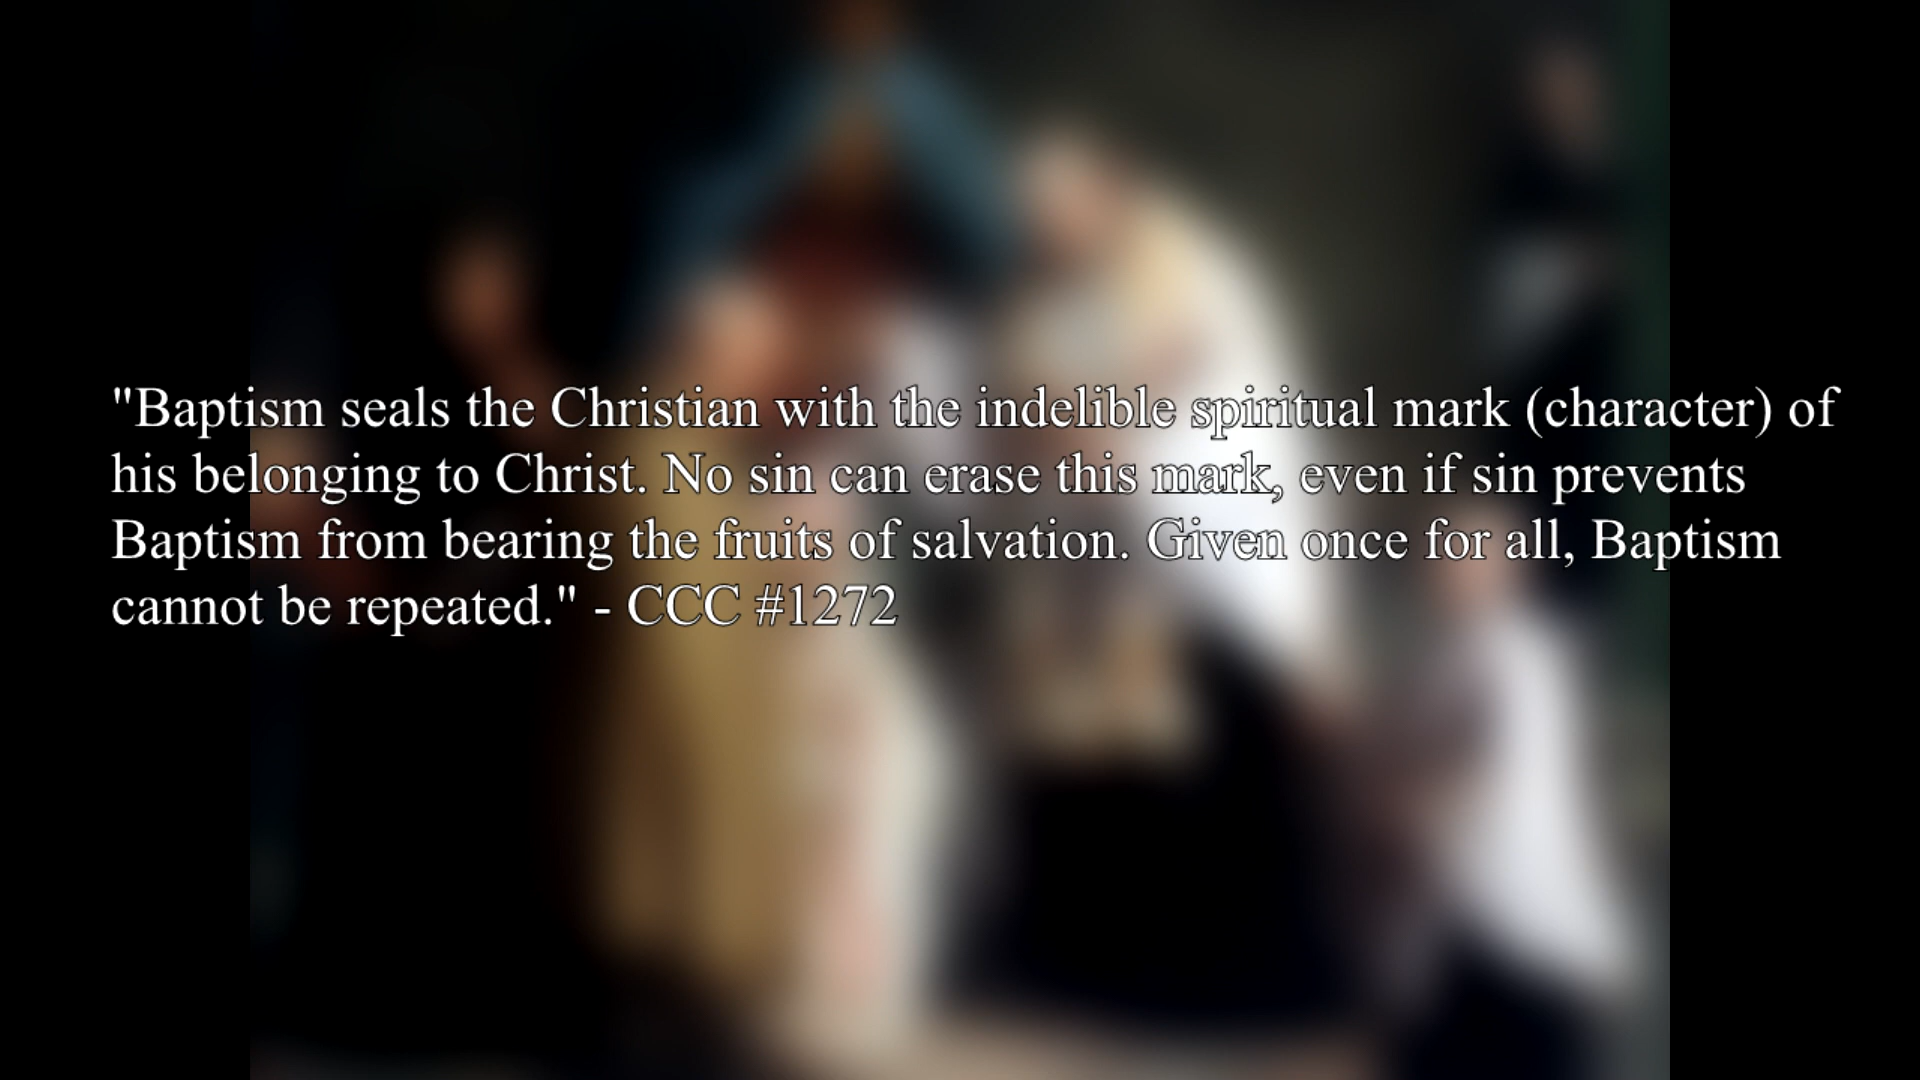 "Baptism seals the Christian with the indelible spiritual mark (character) of
his belonging to Christ. No sin can erase this mark, even if sin prevents
Baptism from bearing the fruits of salvation. Given once for all, Baptism
cannot be repeated." - CCC #1272